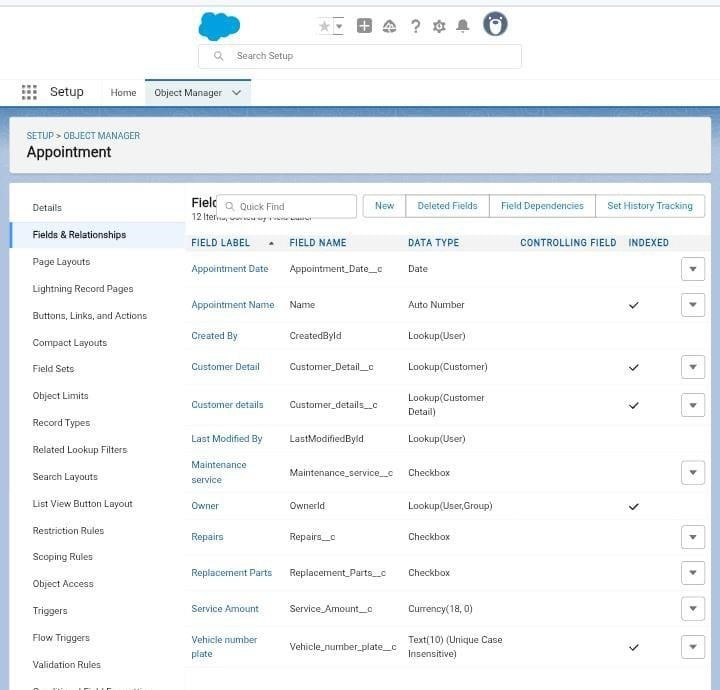 Search Setup
Setup Home Object Manager
SETUP > OBJECT MANAGER
Appointment
Details
Fields & Relationships
Page Layouts
Lightning Record Pages
Buttons, Links, and Actions
Compact Layouts
Field Sets
Object Limits
Record Types
Related Lookup Filters
Search Layouts
List View Button Layout
Restriction Rules
Scoping Rules
Object Access
Triggers
Flow Triggers
Validation Rules
Quick Find New Deleted Fields Field Dependencies Set History Tracking
12 Items, Sorted by Field Label
FIELD LABEL FIELD NAME DATA TYPE CONTROLLING FIELD INDEXED
Appointment Date Appointment_Date__c Date
Appointment Name Name Auto Number
Created By CreatedById Lookup(User)
Customer Detail Customer_Detail__c Lookup(Customer)
Customer details Customer_details__c Lookup(Customer
Detail)
Last Modified By LastModifiedById Lookup(User)
Maintenance
service Maintenance_service__c Checkbox
Owner OwnerId Lookup(User,Group)
Repairs Repairs__c Checkbox
Replacement Parts Replacement_Parts__c Checkbox
Service Amount Service_Amount__c Currency(18, 0)
Vehicle number
plate Vehicle_number_plate__c Text(10) (Unique Case
Insensitive)